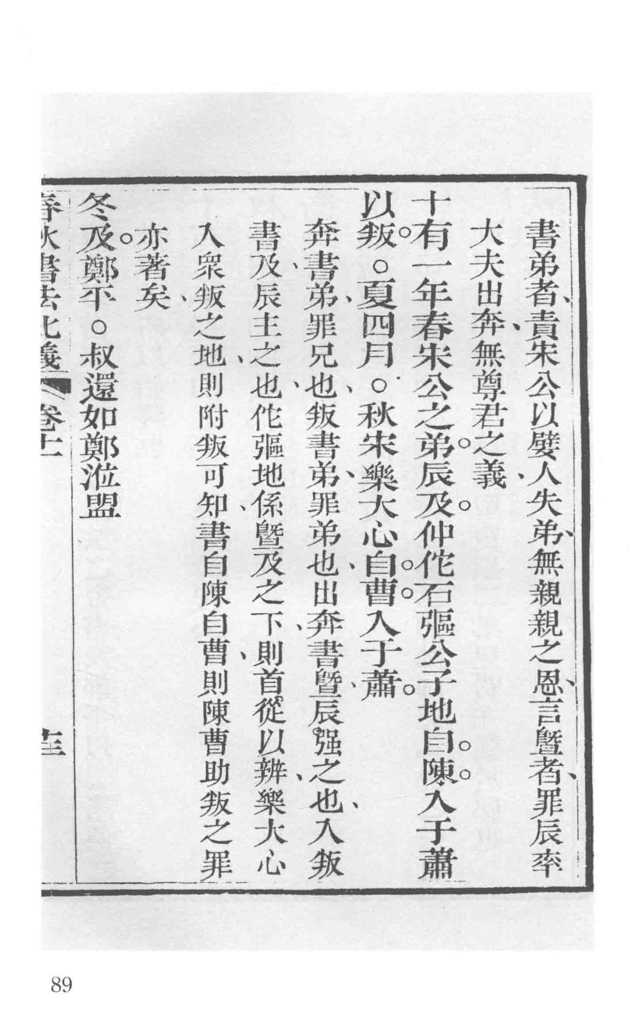 書弟者、責宋公以嬖人失弟、無親親之恩、言曁者、罪辰率
大夫出奔、無尊君之義、
十有一年春宋公之弟辰及仲佗石彄公子地自陳入于蕭
以叛○夏四月○秋宋樂大心自曹入于蕭
奔書弟、罪兄也、叛書弟、罪弟也、出奔書曁、辰强之也、入叛
書及、辰主之也、佗彄地係曁及之下、則首從以辨、樂大心
入衆叛之地、則附叛可知、書自陳自曹、則陳曹助叛之罪
亦著矣
冬及鄭平○叔還如鄭涖盟
春秋書法比義 卷十一 十三
89